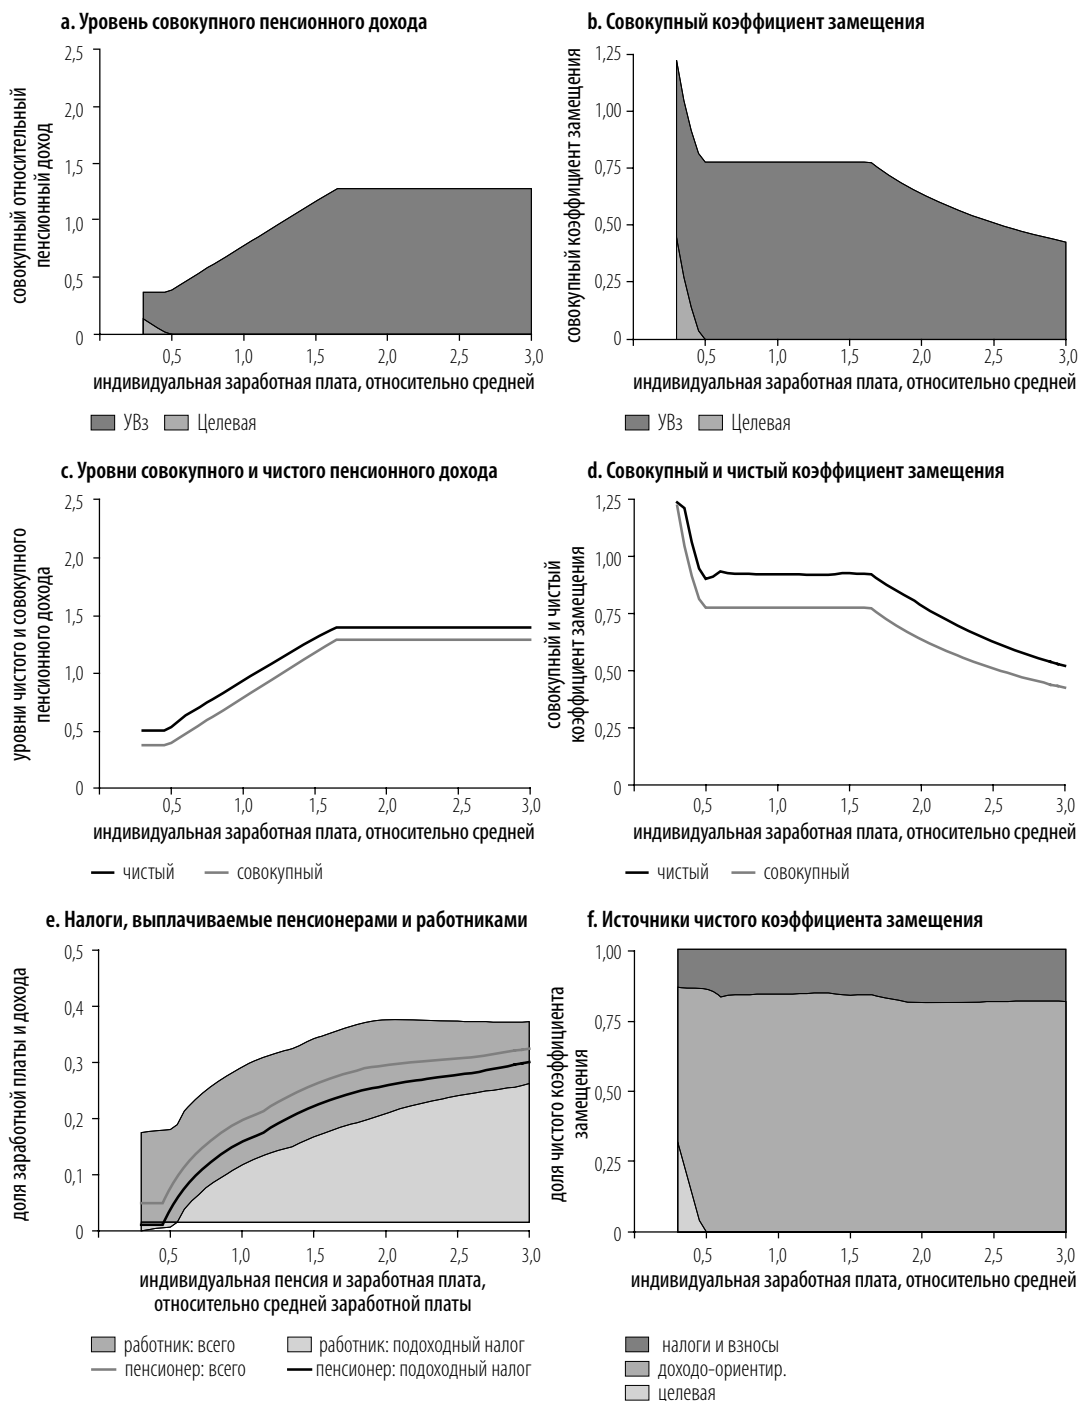 a. Уровень совокупного пенсионного дохода
совокупный относительный
пенсионный доход
2,5
2,0
1,5
1,0
0,5
0
0,5 1,0 1,5 2,0 2,5 3,0
индивидуальная заработная плата, относительно средней
УВз Целевая
b. Совокупный коэффициент замещения
совокупный коэффициент замещения
1,25
1,00
0,75
0,50
0,25
0
0,5 1,0 1,5 2,0 2,5 3,0
индивидуальная заработная плата, относительно средней
УВз Целевая
c. Уровни совокупного и чистого пенсионного дохода
уровни чистого и совокупного
пенсионного дохода
2,5
2,0
1,5
1,0
0,5
0
0,5 1,0 1,5 2,0 2,5 3,0
индивидуальная заработная плата, относительно средней
чистый совокупный
d. Совокупный и чистый коэффициент замещения
совокупный и чистый
коэффициент замещения
1,25
1,00
0,75
0,50
0,25
0
0,5 1,0 1,5 2,0 2,5 3,0
индивидуальная заработная плата, относительно средней
чистый совокупный
e. Налоги, выплачиваемые пенсионерами и работниками
доля заработной платы и дохода
0,5
0,4
0,3
0,2
0,1
0
0,5 1,0 1,5 2,0 2,5 3,0
индивидуальная пенсия и заработная плата,
относительно средней заработной платы
работник: всего работник: подоходный налог
пенсионер: всего пенсионер: подоходный налог
f. Источники чистого коэффициента замещения
доля чистого коэффициента
замещения
1,00
0,75
0,50
0,25
0
0,5 1,0 1,5 2,0 2,5 3,0
индивидуальная заработная плата, относительно средней
налоги и взносы
доходо-ориентир.
целевая